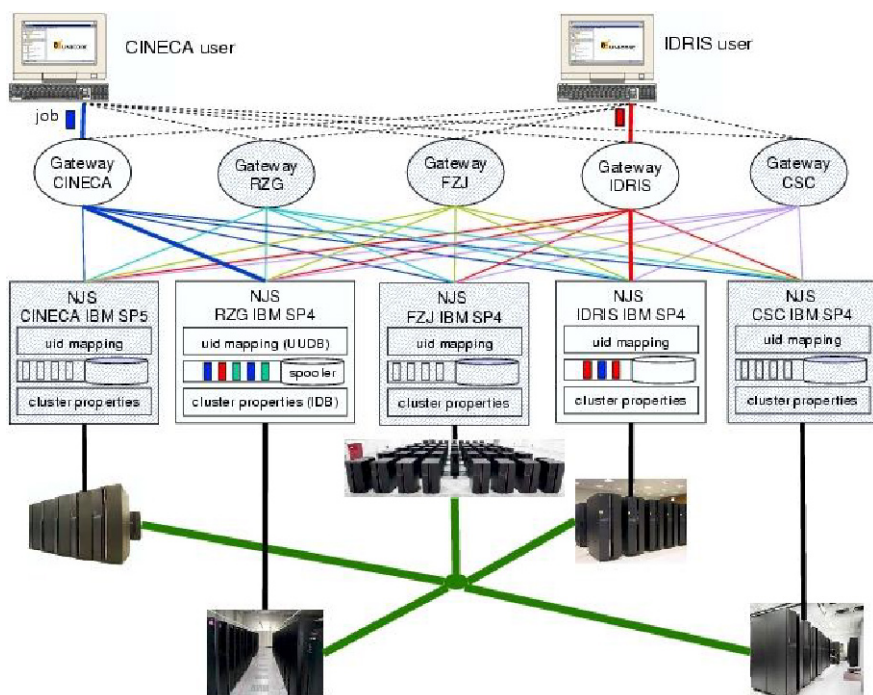 CINECA user
IDRIS user
job
Gateway
CINECA
Gateway
RZG
Gateway
FZJ
Gateway
IDRIS
Gateway
CSC
NJS
CINECA IBM SP5
uid mapping
cluster properties
NJS
RZG IBM SP4
uid mapping (UUDB)
spooler
cluster properties (IDB)
NJS
FZJ IBM SP4
uid mapping
cluster properties
NJS
IDRIS IBM SP4
uid mapping
cluster properties
NJS
CSC IBM SP4
uid mapping
cluster properties